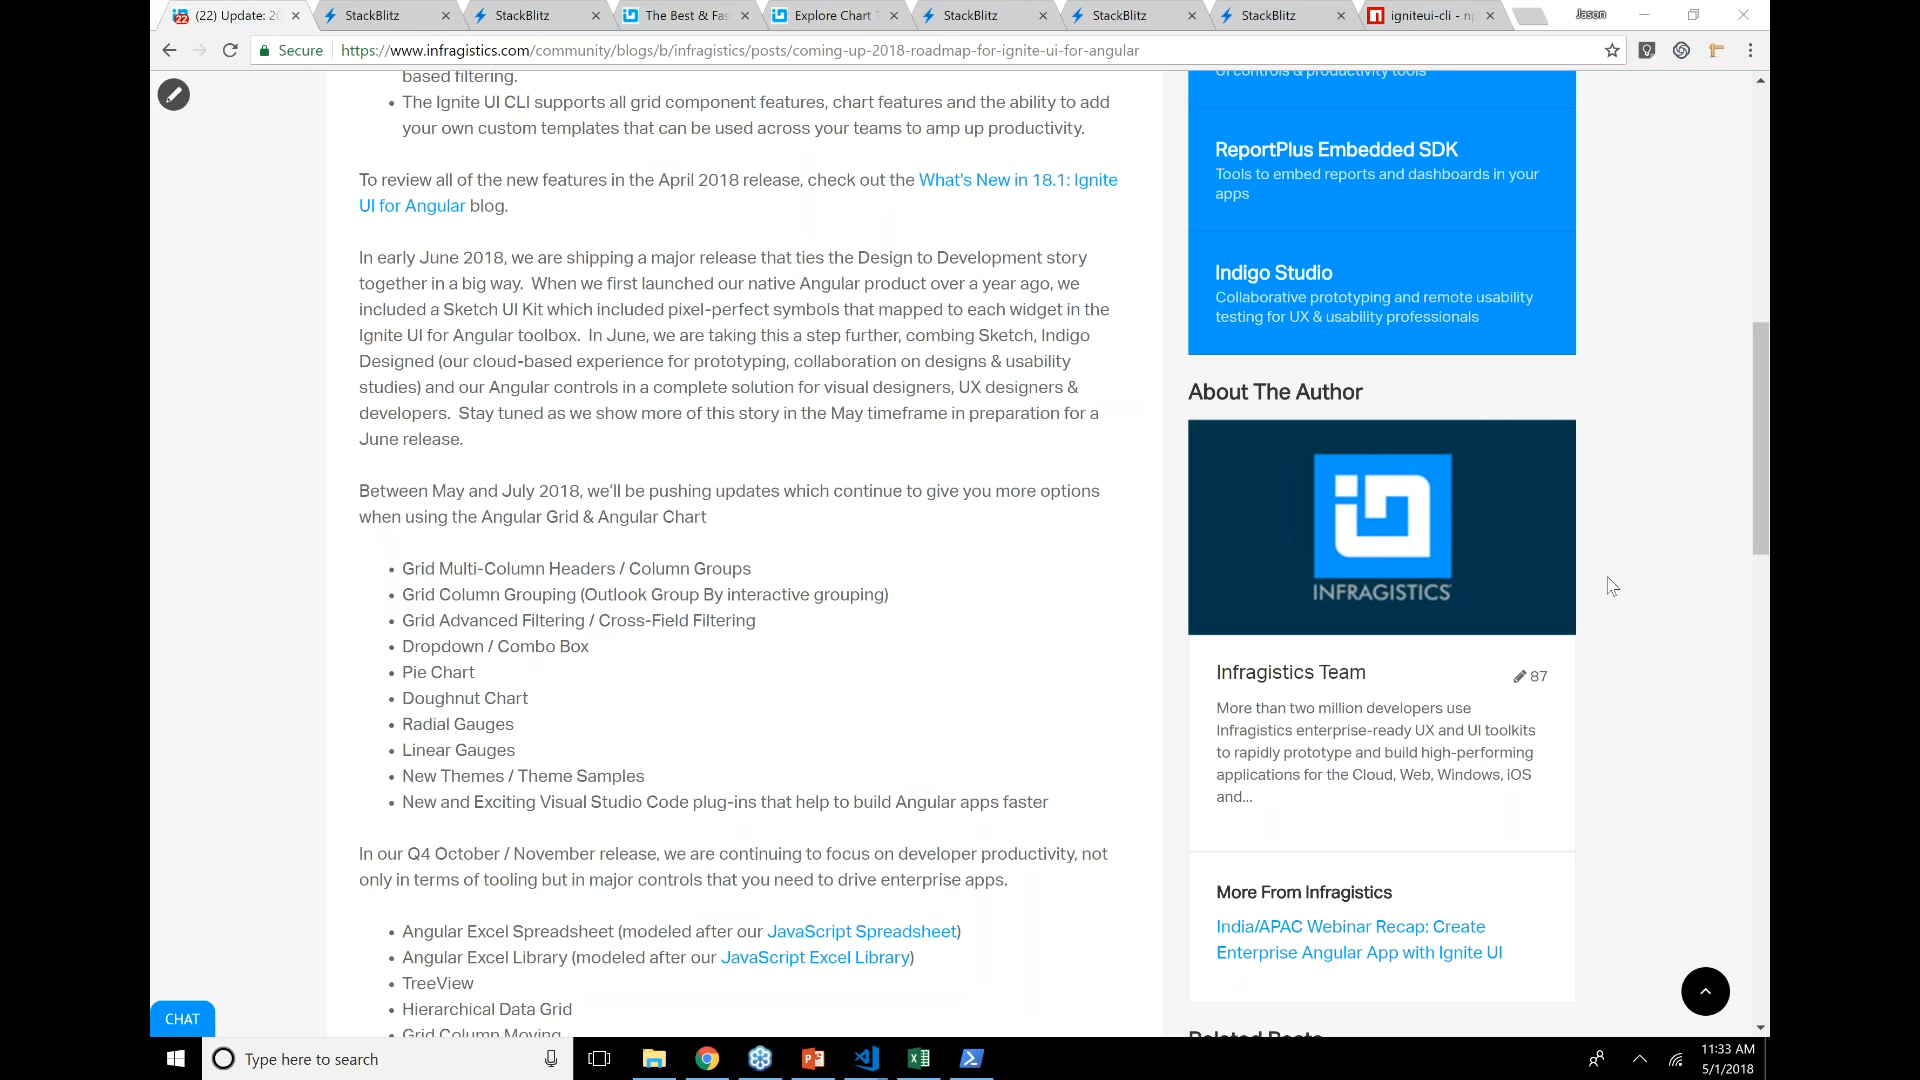 (22) Update: 20
StackBlitz
StackBlitz
The Best & Fas
Explore Chart T
StackBlitz
StackBlitz
StackBlitz
igniteui-cli - np
Jason
Secure
https://www.infragistics.com/community/blogs/b/infragistics/posts/coming-up-2018-roadmap-for-ignite-ui-for-angular
based filtering.
• The Ignite UI CLI supports all grid component features, chart features and the ability to add
your own custom templates that can be used across your teams to amp up productivity.
To review all of the new features in the April 2018 release, check out the What's New in 18.1: Ignite
UI for Angular blog.
In early June 2018, we are shipping a major release that ties the Design to Development story
together in a big way. When we first launched our native Angular product over a year ago, we
included a Sketch UI Kit which included pixel-perfect symbols that mapped to each widget in the
Ignite UI for Angular toolbox. In June, we are taking this a step further, combing Sketch, Indigo
Designed (our cloud-based experience for prototyping, collaboration on designs & usability
studies) and our Angular controls in a complete solution for visual designers, UX designers &
developers. Stay tuned as we show more of this story in the May timeframe in preparation for a
June release.
Between May and July 2018, we'll be pushing updates which continue to give you more options
when using the Angular Grid & Angular Chart
• Grid Multi-Column Headers / Column Groups
• Grid Column Grouping (Outlook Group By interactive grouping)
• Grid Advanced Filtering / Cross-Field Filtering
• Dropdown / Combo Box
• Pie Chart
• Doughnut Chart
• Radial Gauges
• Linear Gauges
• New Themes / Theme Samples
• New and Exciting Visual Studio Code plug-ins that help to build Angular apps faster
In our Q4 October / November release, we are continuing to focus on developer productivity, not
only in terms of tooling but in major controls that you need to drive enterprise apps.
• Angular Excel Spreadsheet (modeled after our JavaScript Spreadsheet)
• Angular Excel Library (modeled after our JavaScript Excel Library)
• TreeView
• Hierarchical Data Grid
• Grid Column Moving
UI controls & productivity tools
ReportPlus Embedded SDK
Tools to embed reports and dashboards in your
apps
Indigo Studio
Collaborative prototyping and remote usability
testing for UX & usability professionals
About The Author
INFRAGISTICS
Infragistics Team
87
More than two million developers use
Infragistics enterprise-ready UX and UI toolkits
to rapidly prototype and build high-performing
applications for the Cloud, Web, Windows, iOS
and...
More From Infragistics
India/APAC Webinar Recap: Create
Enterprise Angular App with Ignite UI
Related Posts
CHAT
Type here to search
11:33 AM
5/1/2018